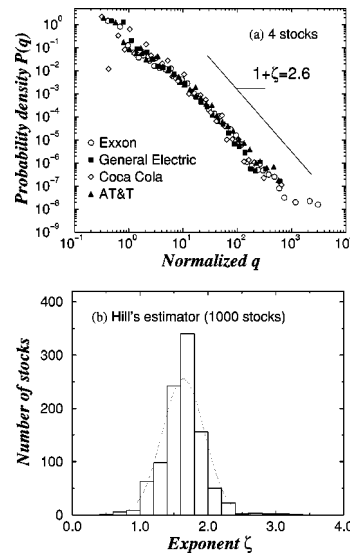 10^0
10^-1
10^-2
10^-3
10^-4
10^-5
10^-6
10^-7
10^-8
10^-9
Probability density P(q)
(a) 4 stocks
1+ζ=2.6
Exxon
General Electric
Coca Cola
AT&T
10^-1 10^0 10^1 10^2 10^3 10^4
Normalized q
400
300
200
100
0
Number of stocks
(b) Hill's estimator (1000 stocks)
0.0 1.0 2.0 3.0 4.0
Exponent ζ